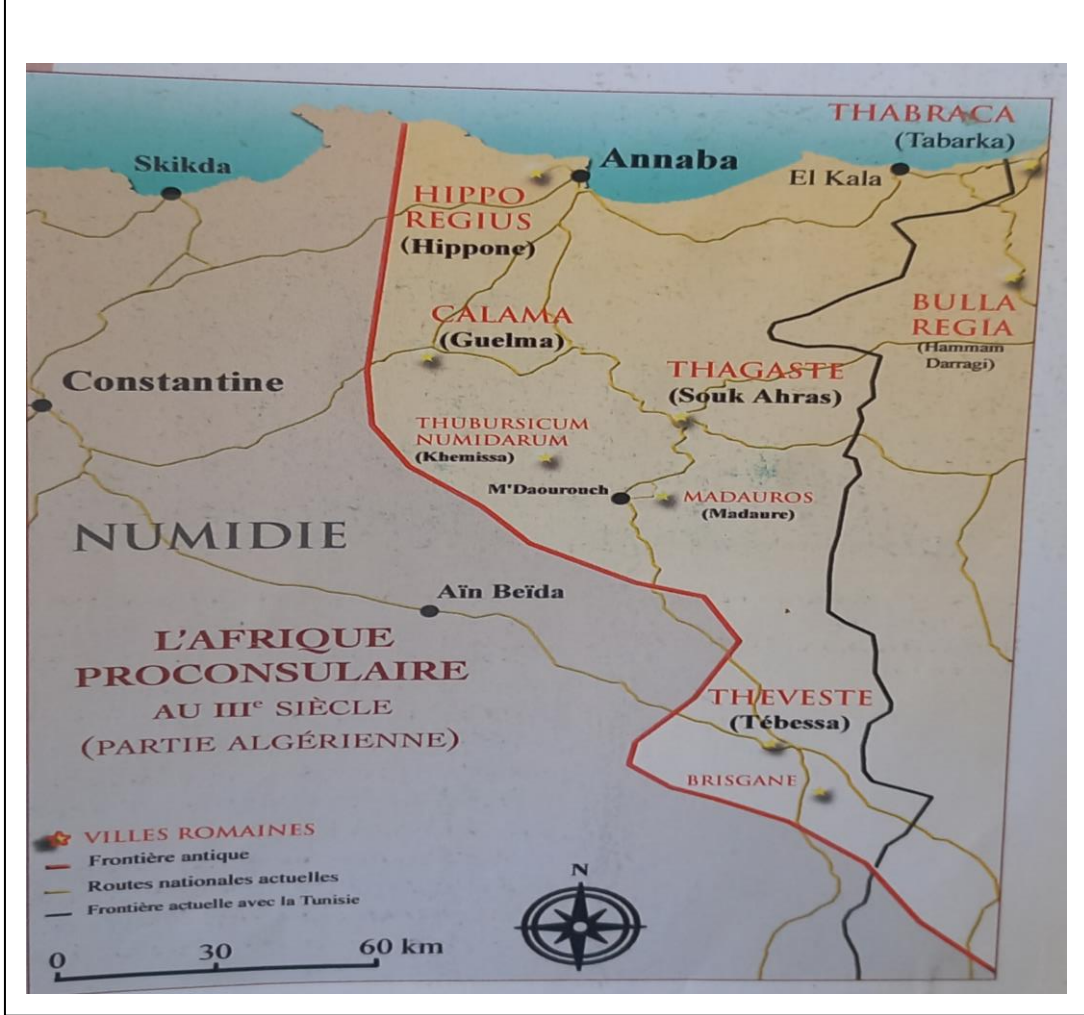 THABRACA
(Tabarka)
Skikda
Annaba
El Kala
HIPPO
REGIUS
(Hippone)
BULLA
REGIA
(Hammam
Darragi)
CALAMA
(Guelma)
THAGASTE
(Souk Ahras)
Constantine
THUBURSICUM
NUMIDARUM
(Khemissa)
M'Daourouch
MADAUROS
(Madaure)
NUMIDIE
Aïn Beïda
L'AFRIQUE
PROCONSULAIRE
AU IIIe SIÈCLE
(PARTIE ALGÉRIENNE)
THEVESTE
(Tébessa)
BRISGANE
VILLES ROMAINES
Frontière antique
Routes nationales actuelles
Frontière actuelle avec la Tunisie
N
0 30 60 km